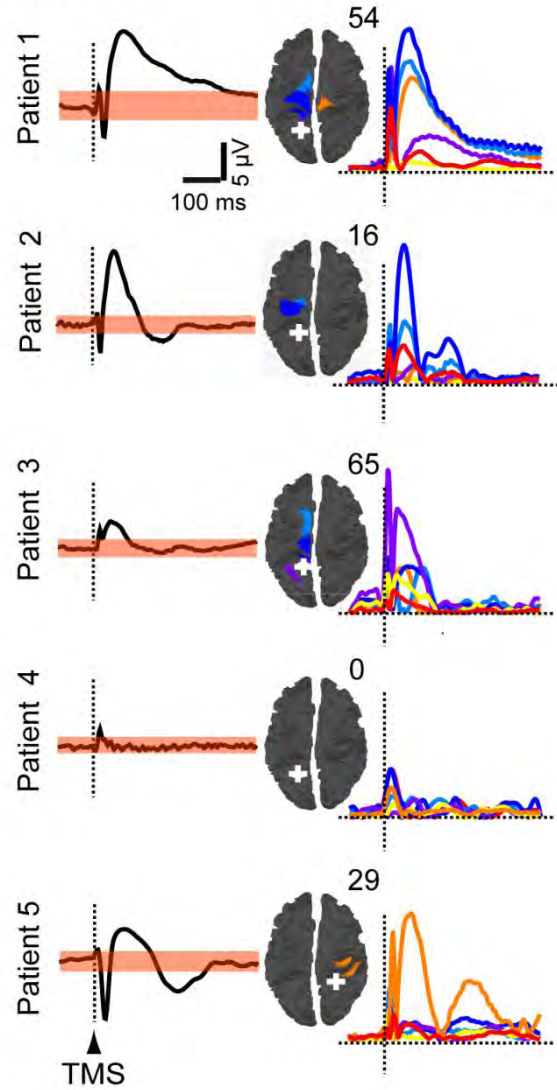 Patient 1
54
5 µV
100 ms
Patient 2
16
Patient 3
65
Patient 4
0
Patient 5
29
TMS